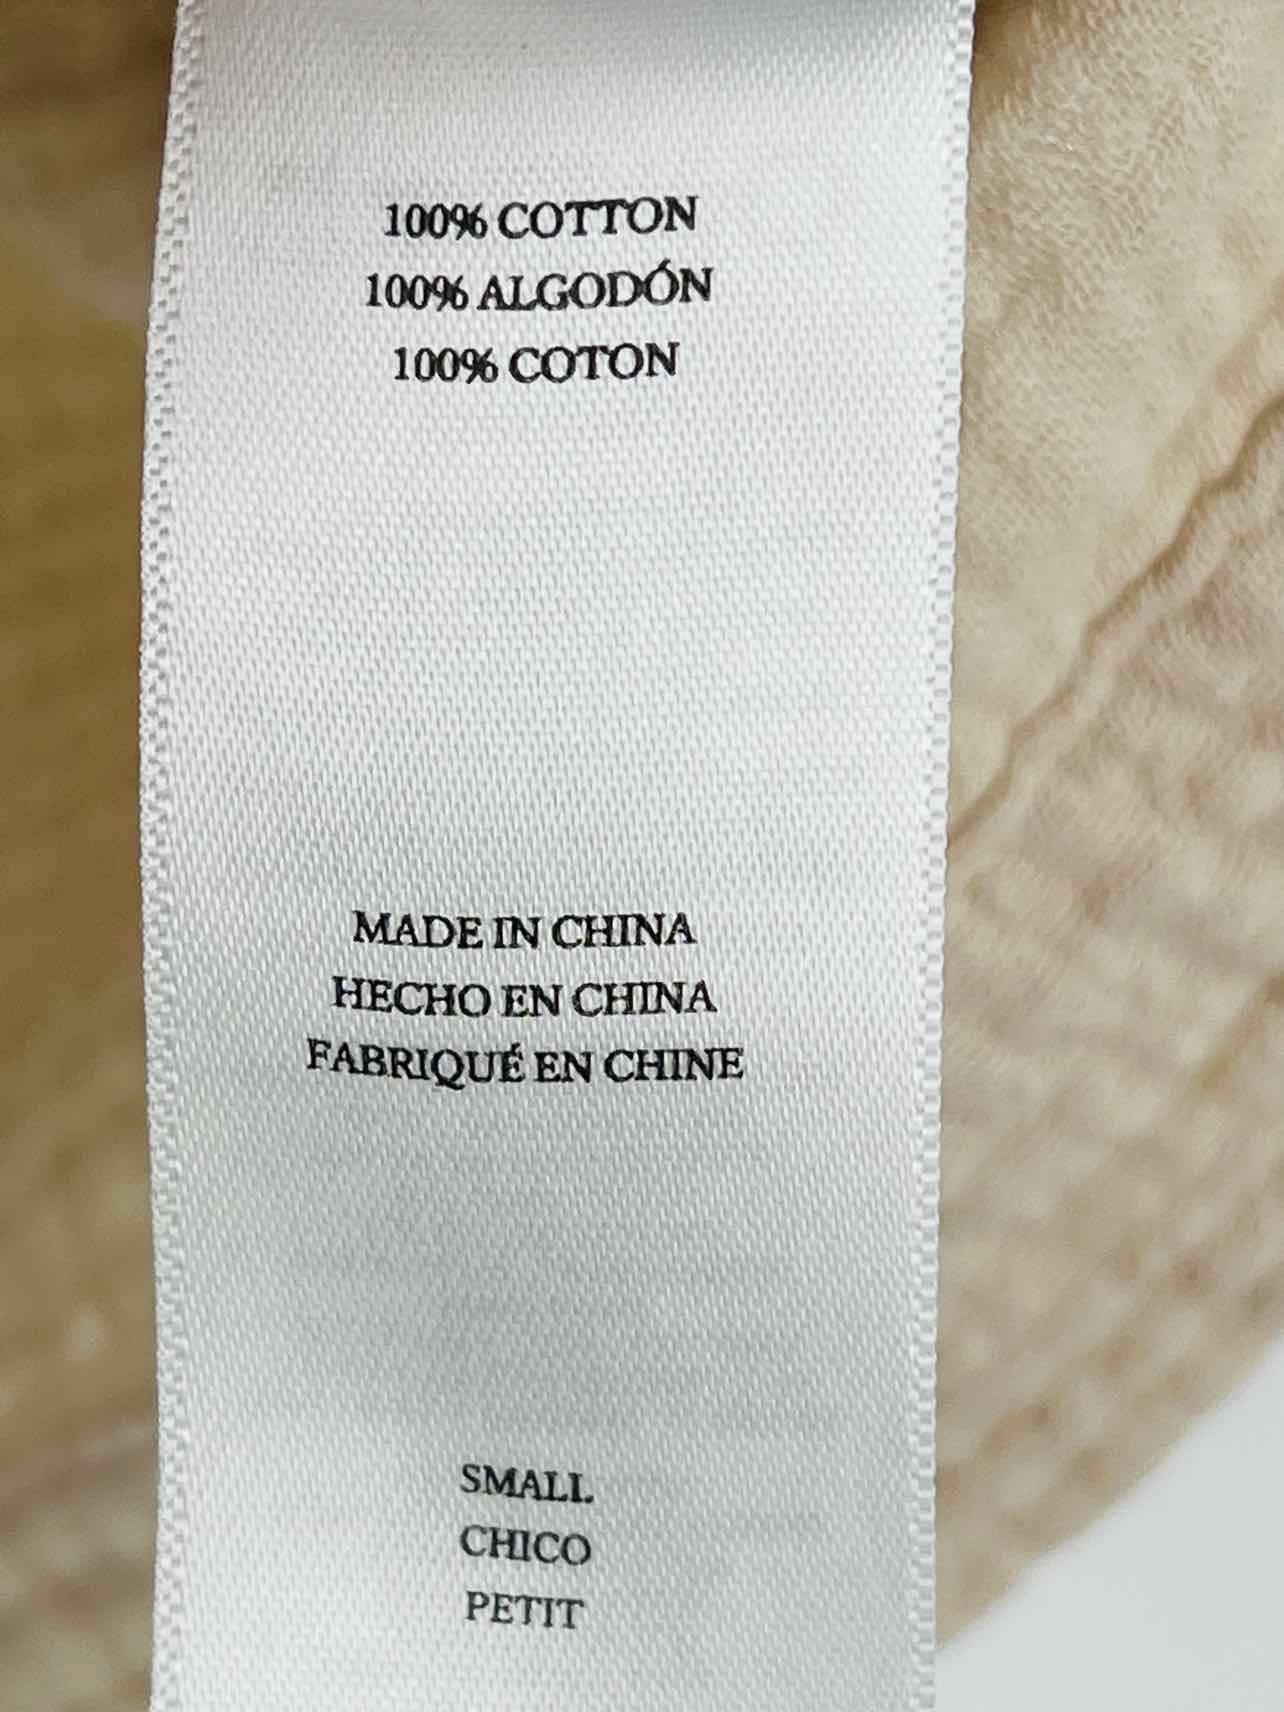 100% COTTON
100% ALGODÓN
100% COTON
MADE IN CHINA
HECHO EN CHINA
FABRIQUÉ EN CHINE
SMALL
CHICO
PETIT